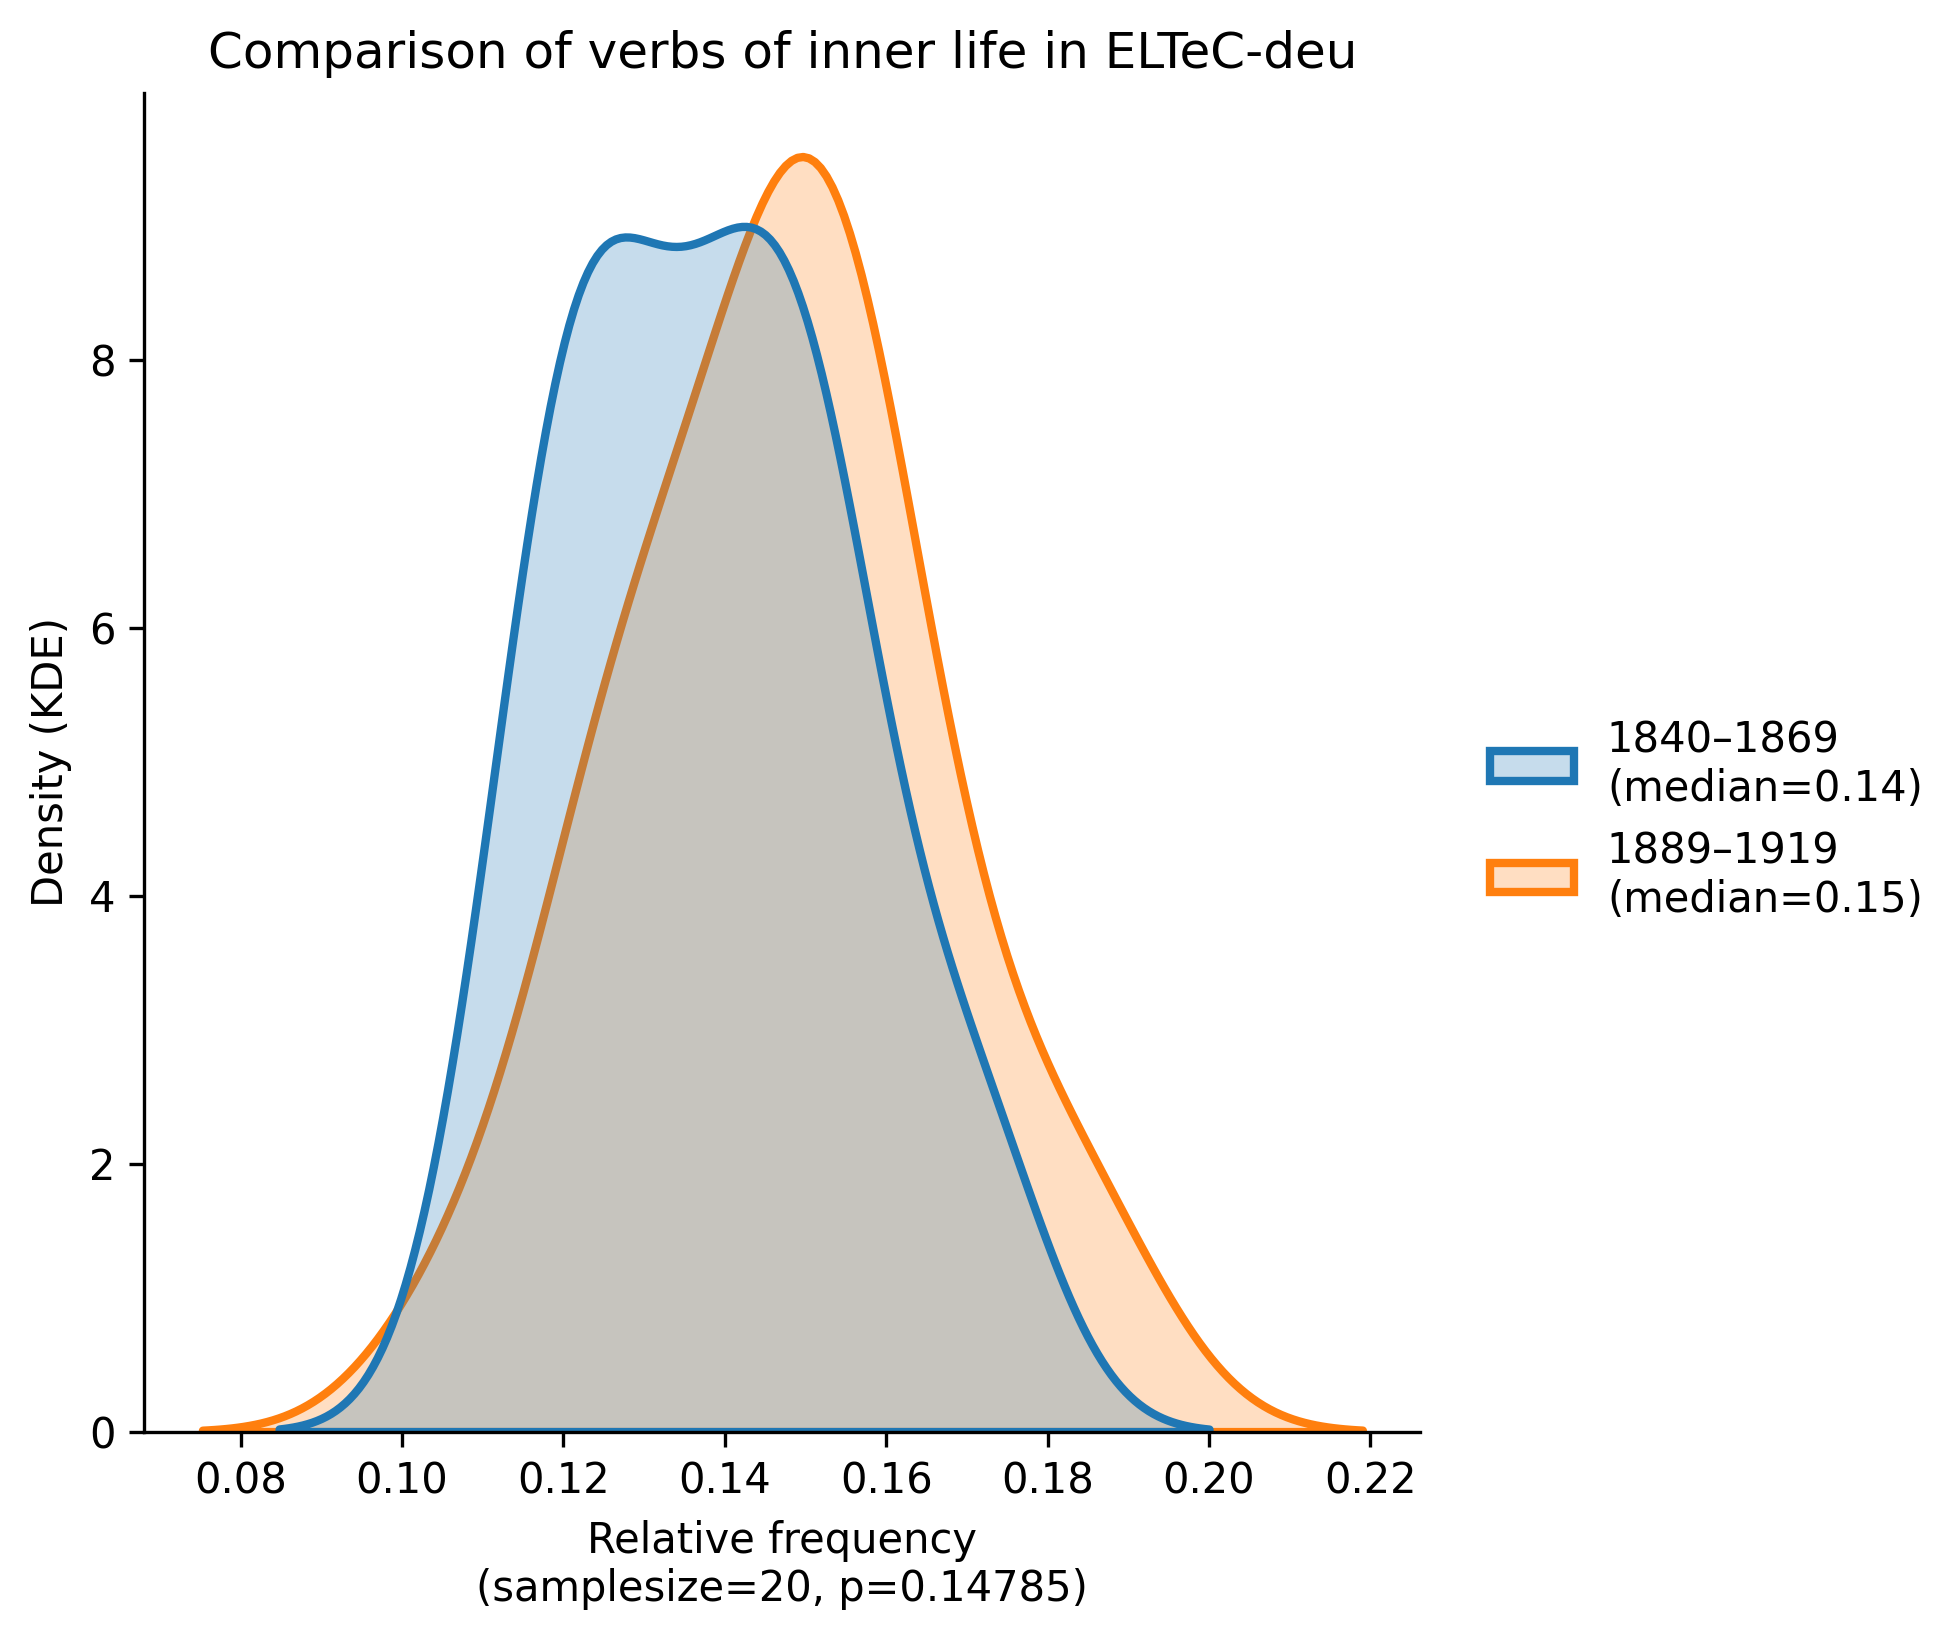 Comparison of verbs of inner life in ELTeC-deu
Density (KDE)
8
6
4
2
0
0.08 0.10 0.12 0.14 0.16 0.18 0.20 0.22
Relative frequency
(samplesize=20, p=0.14785)
1840–1869
(median=0.14)
1889–1919
(median=0.15)